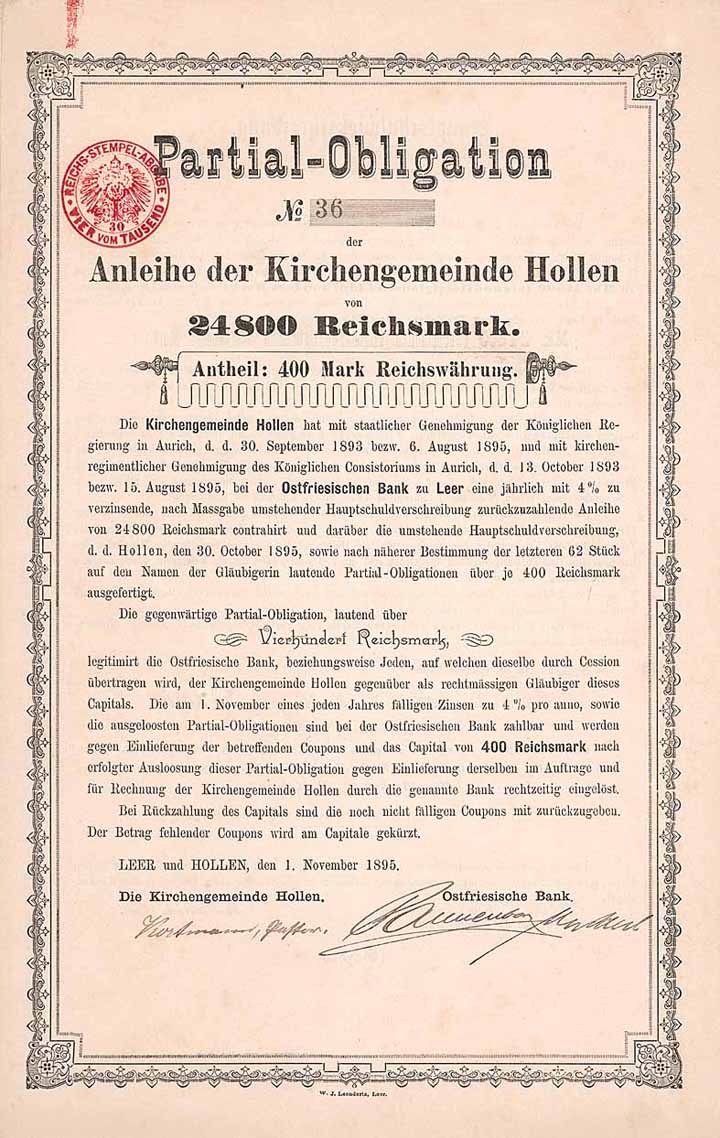 Partial-Obligation
REICHS-STEMPEL-ABGABE
30
VIER VOM TAUSEND
No 36
der
Anleihe der Kirchengemeinde Hollen
von
24800 Reichsmark.
Antheil: 400 Mark Reichswährung.
Die Kirchengemeinde Hollen hat mit staatlicher Genehmigung der Königlichen Re-
gierung in Aurich, d. d. 30. September 1893 bezw. 6. August 1895, und mit kirchen-
regimentlicher Genehmigung des Königlichen Consistoriums in Aurich, d. d. 13. October 1893
bezw. 15. August 1895, bei der Ostfriesischen Bank zu Leer eine jährlich mit 4% zu
verzinsende, nach Massgabe umstehender Hauptschuldverschreibung zurückzuzahlende Anleihe
von 24800 Reichsmark contrahirt und darüber die umstehende Hauptschuldverschreibung,
d. d. Hollen, den 30. October 1895, sowie nach näherer Bestimmung der letzteren 62 Stück
auf den Namen der Gläubigerin lautende Partial-Obligationen über je 400 Reichsmark
ausgefertigt.
Die gegenwärtige Partial-Obligation, lautend über
Vierhundert Reichsmark,
legitimirt die Ostfriesische Bank, beziehungsweise Jeden, auf welchen dieselbe durch Cession
übertragen wird, der Kirchengemeinde Hollen gegenüber als rechtmässigen Gläubiger dieses
Capitals. Die am 1. November eines jeden Jahres fälligen Zinsen zu 4% pro anno, sowie
die ausgeloosten Partial-Obligationen sind bei der Ostfriesischen Bank zahlbar und werden
gegen Einlieferung der betreffenden Coupons und das Capital von 400 Reichsmark nach
erfolgter Ausloosung dieser Partial-Obligation gegen Einlieferung derselben im Auftrage und
für Rechnung der Kirchengemeinde Hollen durch die genannte Bank rechtzeitig eingelöst.
Bei Rückzahlung des Capitals sind die noch nicht fälligen Coupons mit zurückzugeben.
Der Betrag fehlender Coupons wird am Capitale gekürzt.
LEER und HOLLEN, den 1. November 1895.
Die Kirchengemeinde Hollen. Ostfriesische Bank.
Kortmann, Pastor.
W. J. Leendertz, Leer.